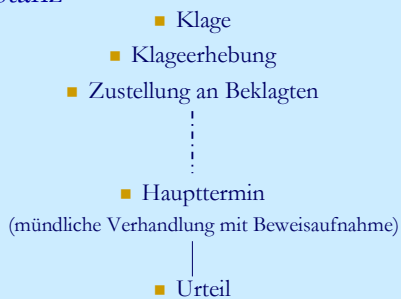 Klage
Klageerhebung
Zustellung an Beklagten
Haupttermin
(mündliche Verhandlung mit Beweisaufnahme)
Urteil